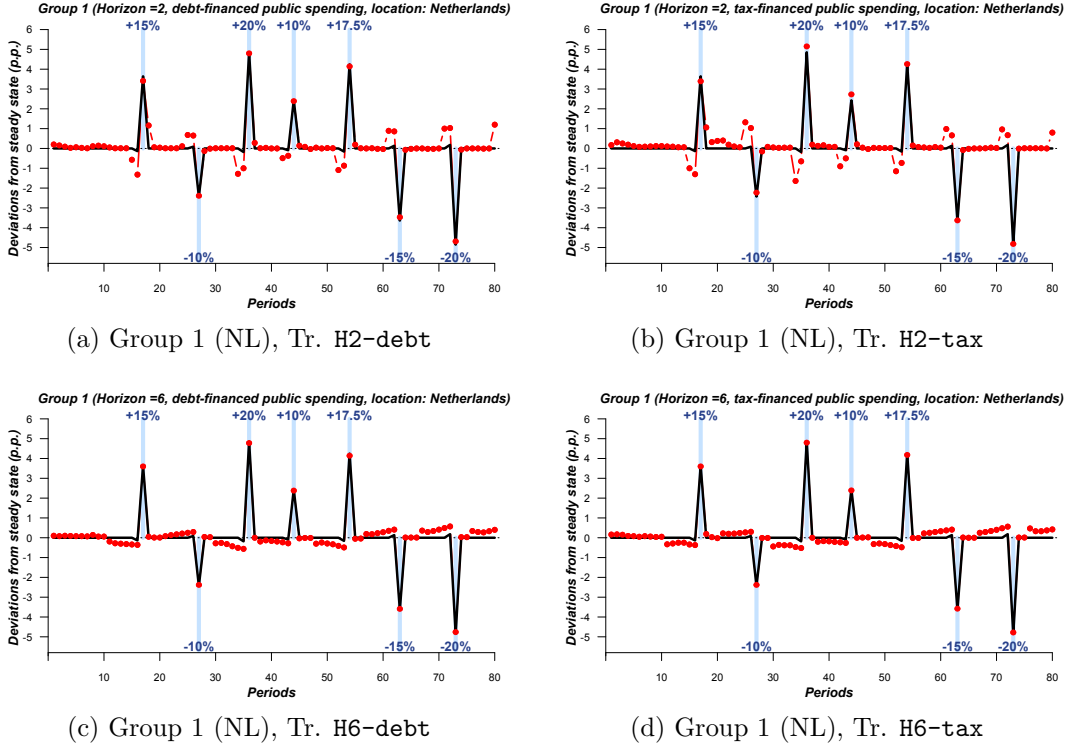 Group 1 (Horizon =2, debt-financed public spending, location: Netherlands)
+15% +20% +10% +17.5%
Deviations from steady state (p.p.)
6
5
4
3
2
1
0
-1
-2
-3
-4
-5
-10% -15% -20%
10 20 30 40 50 60 70 80
Periods
(a) Group 1 (NL), Tr. H2-debt
Group 1 (Horizon =2, tax-financed public spending, location: Netherlands)
+15% +20% +10% +17.5%
Deviations from steady state (p.p.)
6
5
4
3
2
1
0
-1
-2
-3
-4
-5
-10% -15% -20%
10 20 30 40 50 60 70 80
Periods
(b) Group 1 (NL), Tr. H2-tax
Group 1 (Horizon =6, debt-financed public spending, location: Netherlands)
+15% +20% +10% +17.5%
Deviations from steady state (p.p.)
6
5
4
3
2
1
0
-1
-2
-3
-4
-5
-10% -15% -20%
10 20 30 40 50 60 70 80
Periods
(c) Group 1 (NL), Tr. H6-debt
Group 1 (Horizon =6, tax-financed public spending, location: Netherlands)
+15% +20% +10% +17.5%
Deviations from steady state (p.p.)
6
5
4
3
2
1
0
-1
-2
-3
-4
-5
-10% -15% -20%
10 20 30 40 50 60 70 80
Periods
(d) Group 1 (NL), Tr. H6-tax